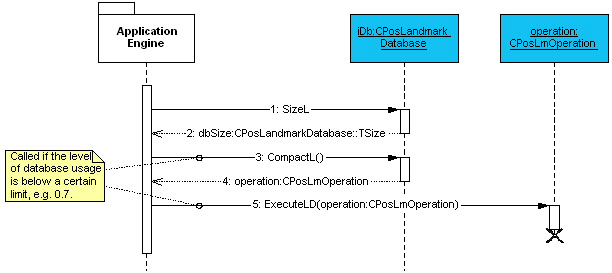 Application
Engine
iDb:CPosLandmark
Database
operation:
CPosLmOperation
1: SizeL
2: dbSize:CPosLandmarkDatabase::TSize
Called if the level
of database usage
is below a certain
limit, e.g. 0.7.
3: CompactL()
4: operation:CPosLmOperation
5: ExecuteLD(operation:CPosLmOperation)